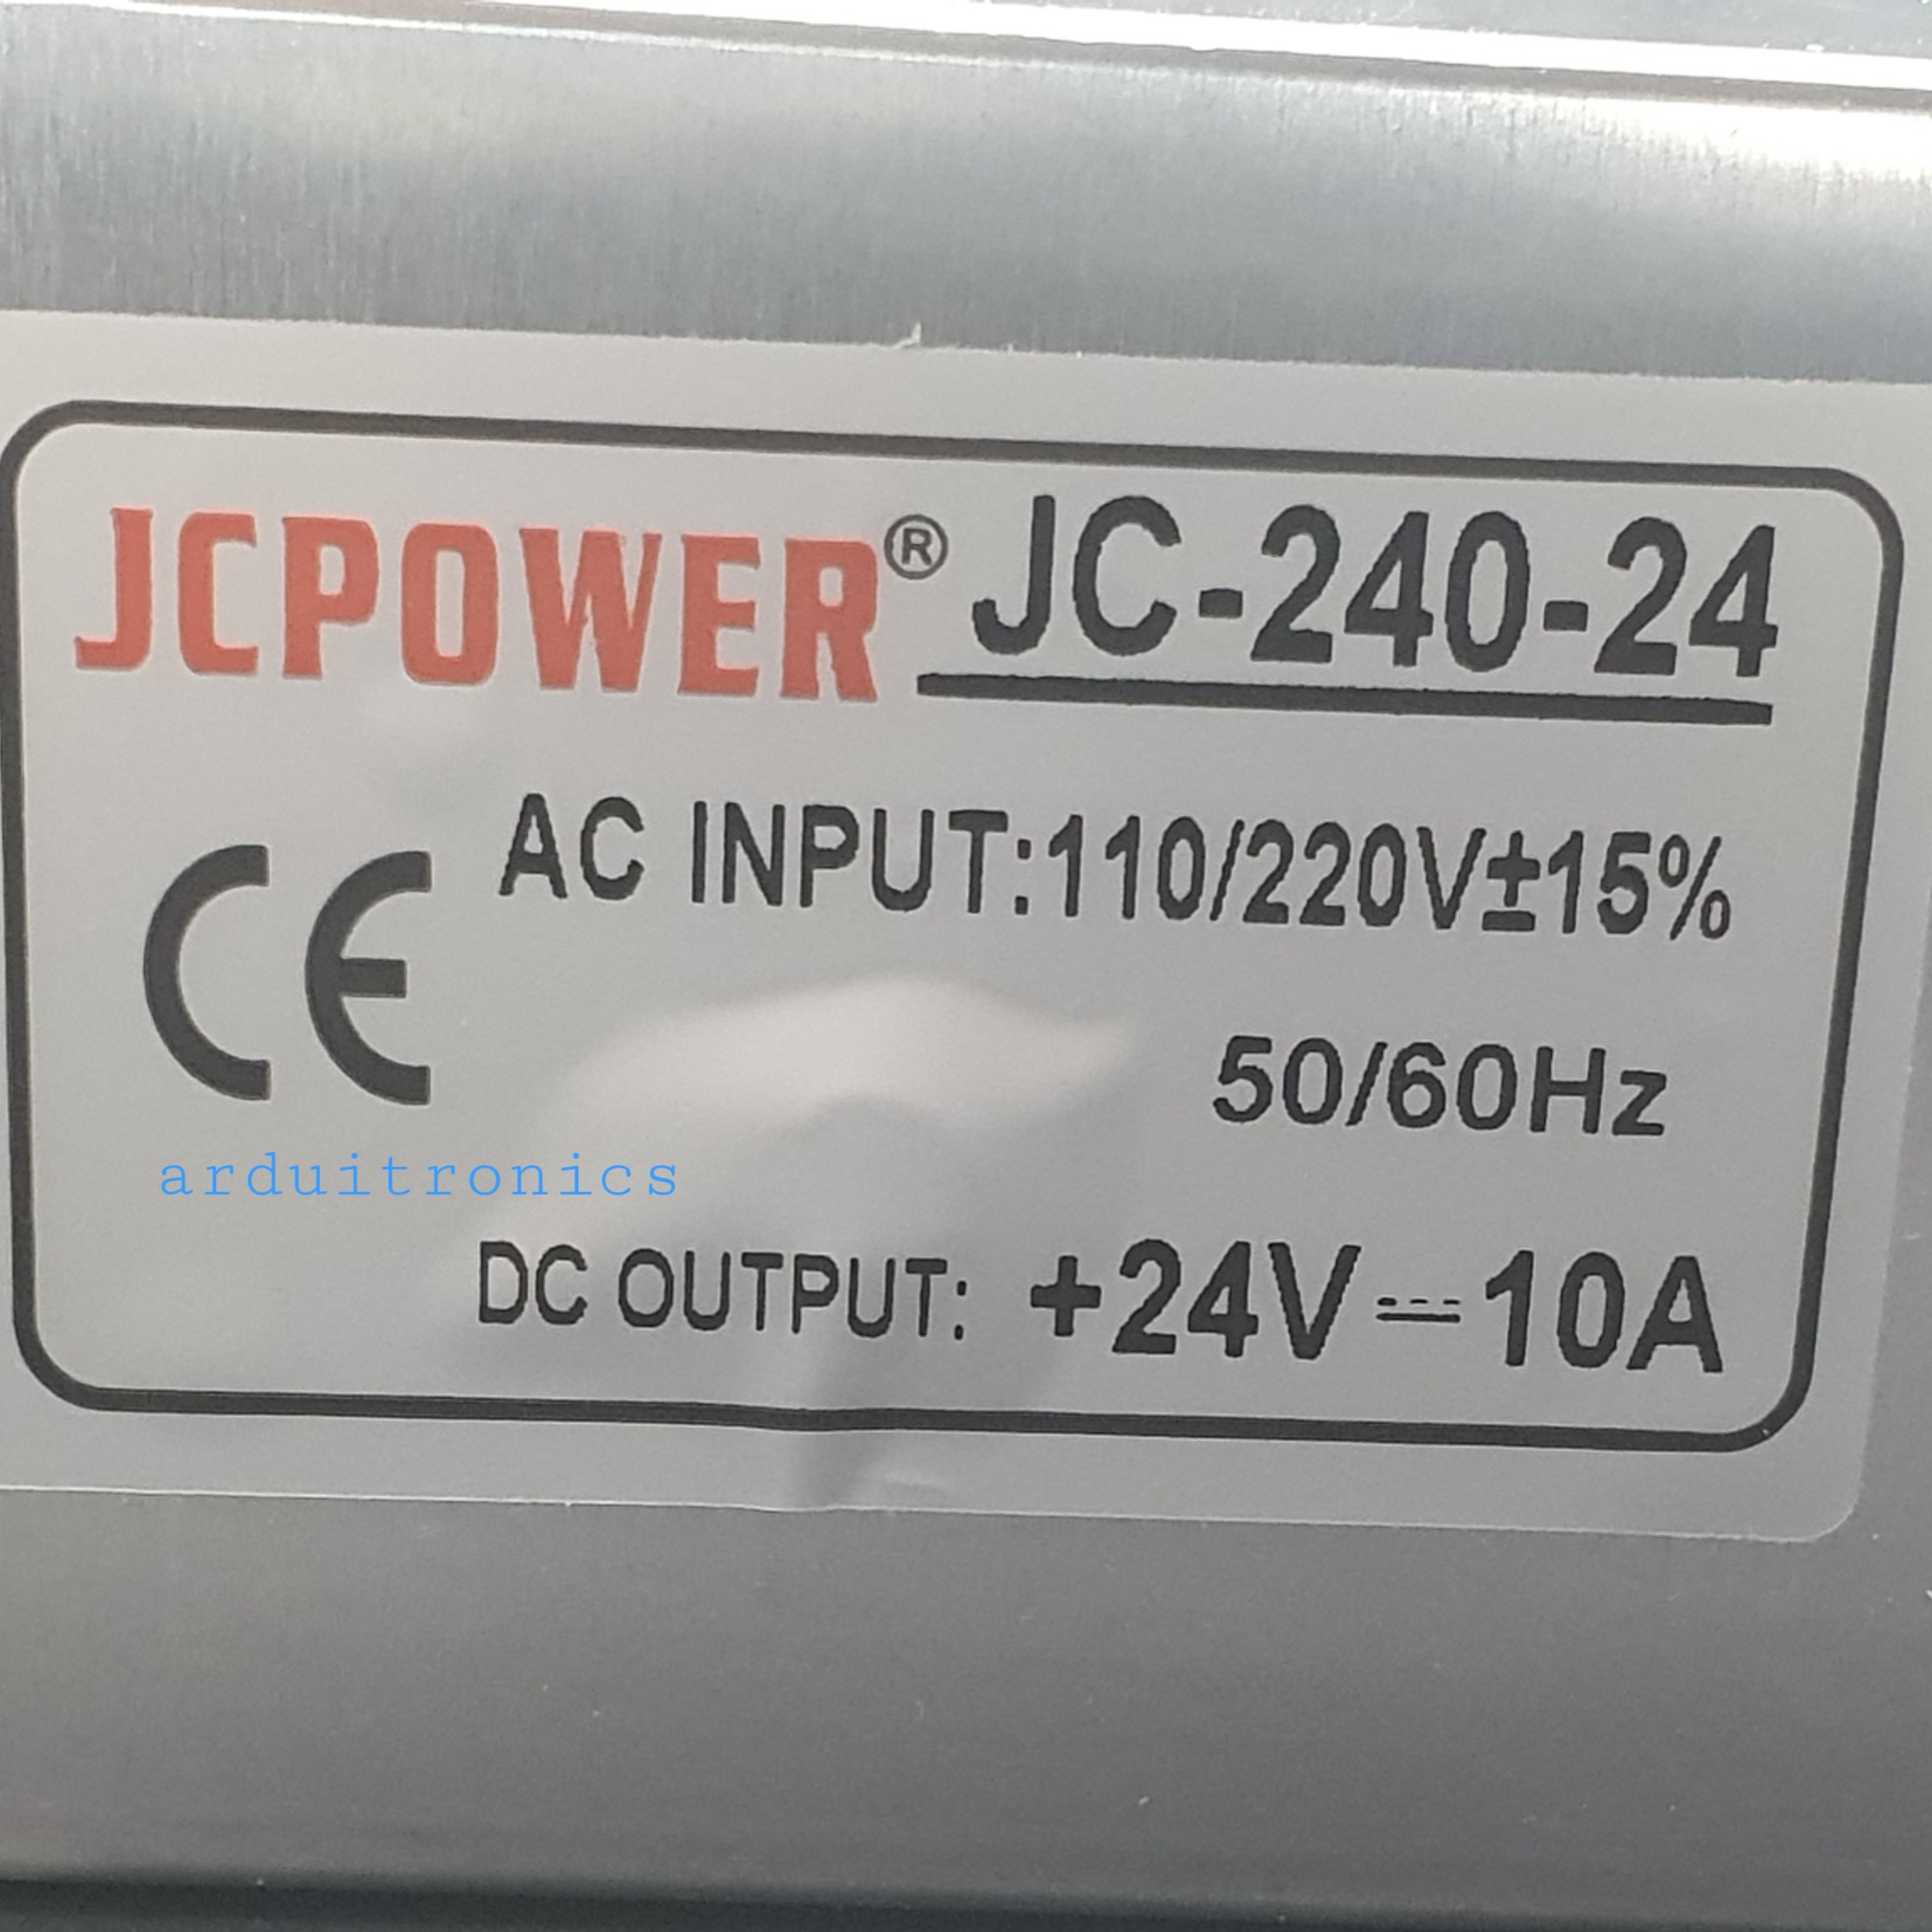 JCPOWER® JC-240-24
AC INPUT:110/220V±15%
CE
50/60Hz
arduitronics
DC OUTPUT: +24V⎓10A